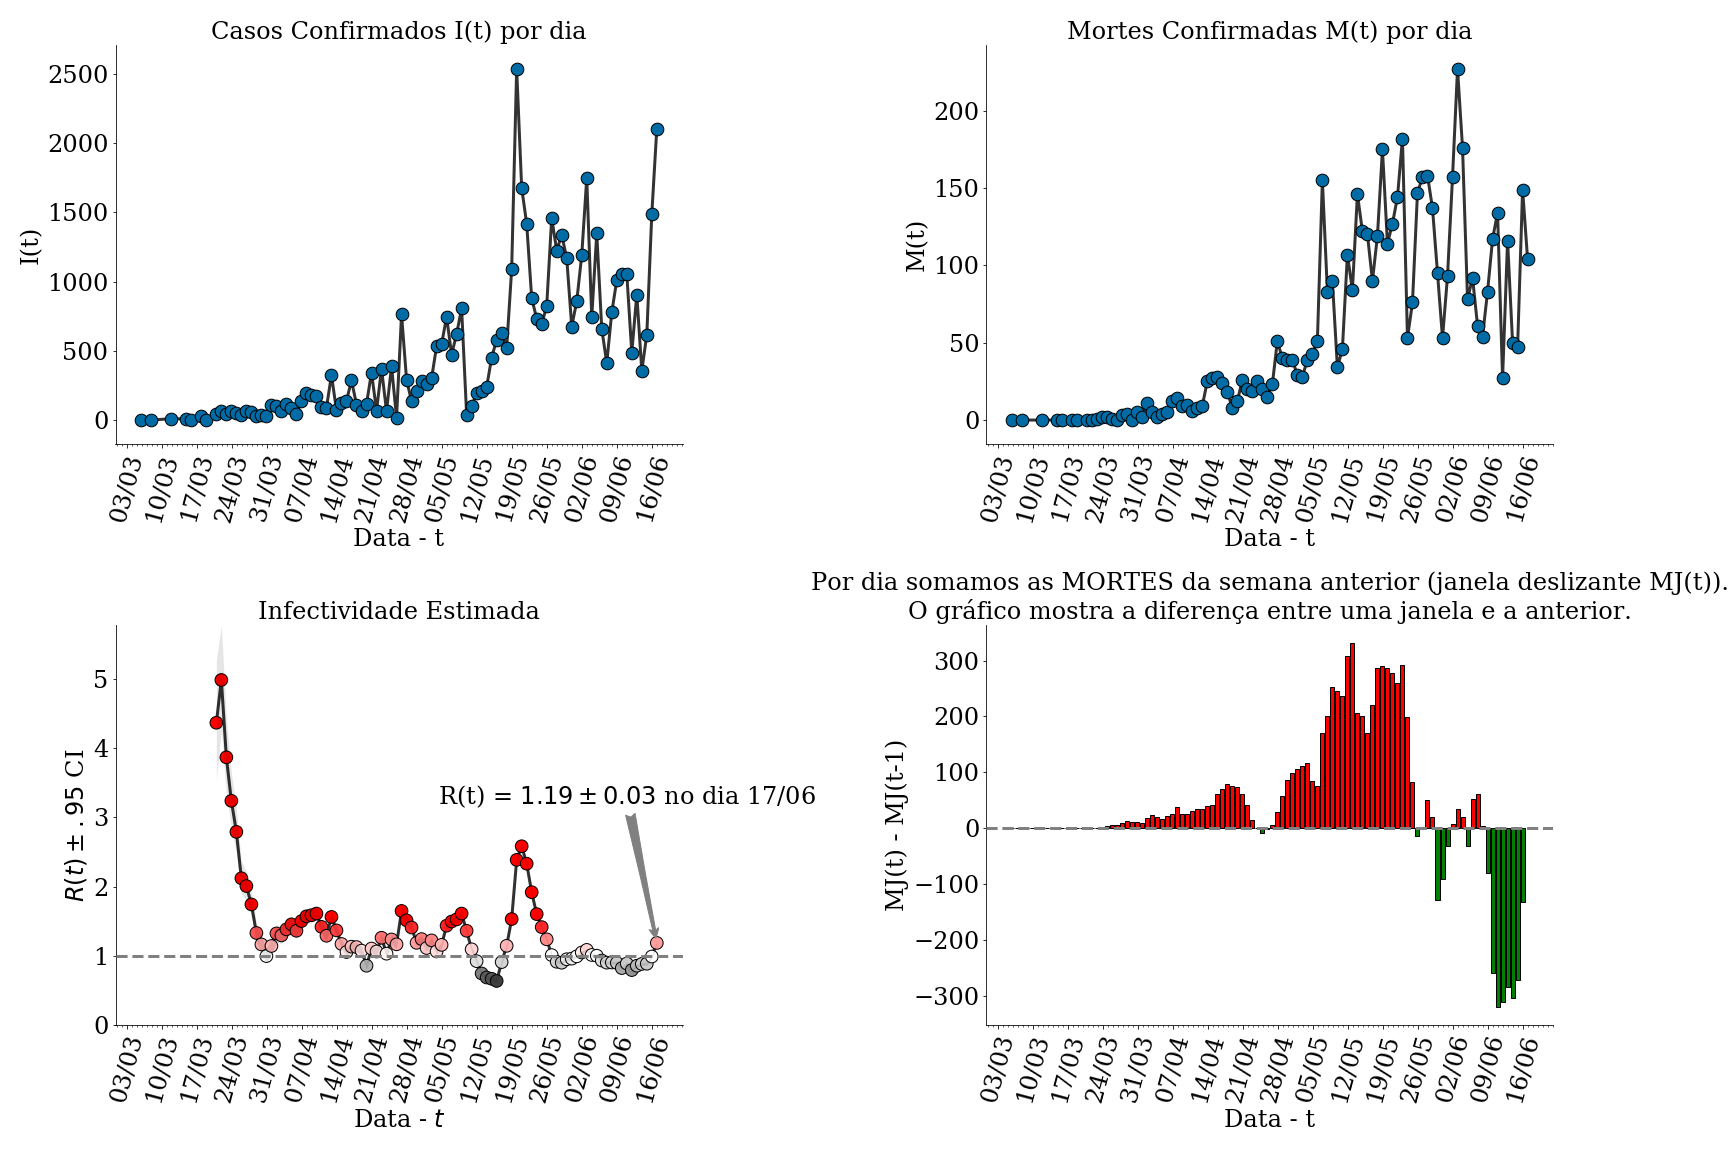 Casos Confirmados I(t) por dia
I(t)
2500
2000
1500
1000
500
0
03/03 10/03 17/03 24/03 31/03 07/04 14/04 21/04 28/04 05/05 12/05 19/05 26/05 02/06 09/06 16/06
Data - t
Mortes Confirmadas M(t) por dia
M(t)
200
150
100
50
0
03/03 10/03 17/03 24/03 31/03 07/04 14/04 21/04 28/04 05/05 12/05 19/05 26/05 02/06 09/06 16/06
Data - t
Infectividade Estimada
R(t) ± .95 CI
5
4
3
2
1
0
R(t) = 1.19 ± 0.03 no dia 17/06
03/03 10/03 17/03 24/03 31/03 07/04 14/04 21/04 28/04 05/05 12/05 19/05 26/05 02/06 09/06 16/06
Data - t
Por dia somamos as MORTES da semana anterior (janela deslizante MJ(t)).
O gráfico mostra a diferença entre uma janela e a anterior.
MJ(t) - MJ(t-1)
300
200
100
0
−100
−200
−300
03/03 10/03 17/03 24/03 31/03 07/04 14/04 21/04 28/04 05/05 12/05 19/05 26/05 02/06 09/06 16/06
Data - t